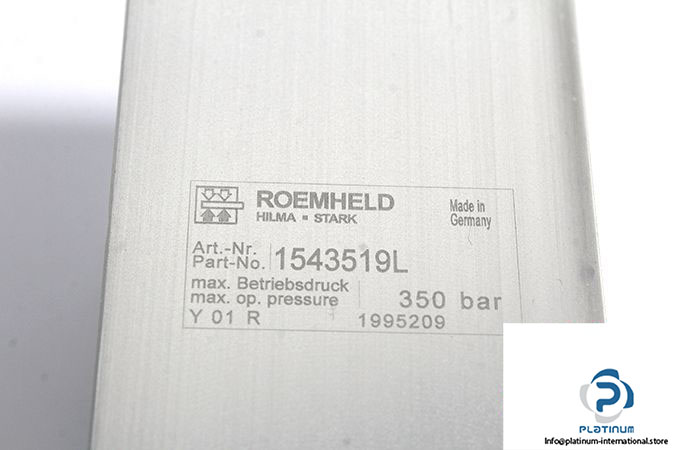 ROEMHELD
HILMA ▪ STARK
Made in
Germany
Art.-Nr.
Part-No. 1543519L
max. Betriebsdruck
max. op. pressure 350 bar
Y 01 R 1995209
PLATINUM
info@platinum-international.store